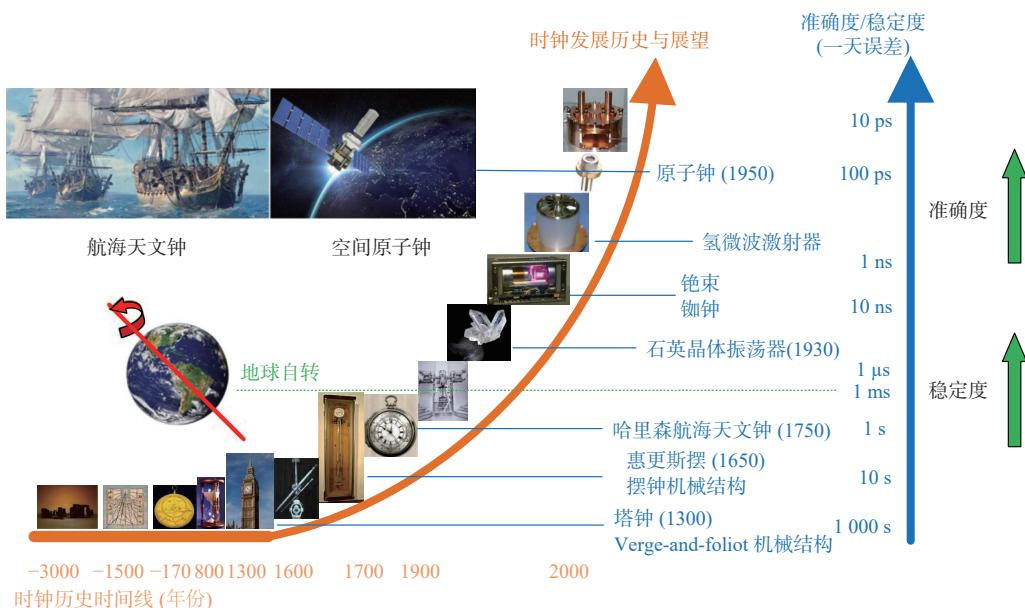 时钟发展历史与展望
准确度/稳定度
(一天误差)
10 ps
原子钟 (1950)
100 ps
准确度
航海天文钟
空间原子钟
氢微波激射器
1 ns
铯束
铷钟
10 ns
石英晶体振荡器(1930)
地球自转
1 μs
1 ms
稳定度
哈里森航海天文钟 (1750)
1 s
惠更斯摆 (1650)
摆钟机械结构
10 s
塔钟 (1300)
Verge-and-foliot 机械结构
1 000 s
−3000 −1500 −170 800 1300 1600 1700 1900 2000
时钟历史时间线 (年份)